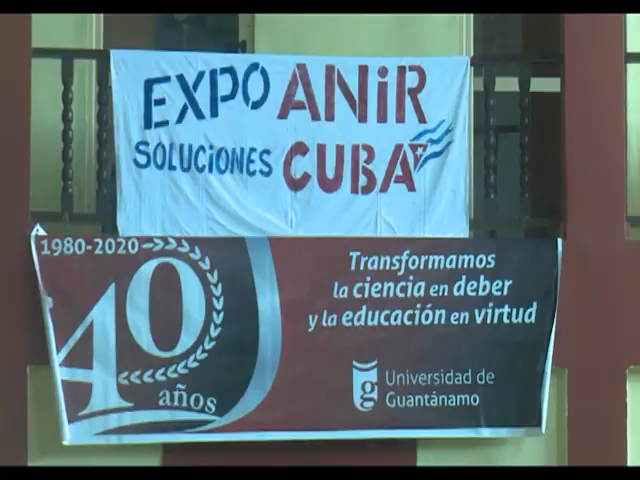 EXPO ANiR
SOLUCiONES CUBA
1980-2020
40
años
Transformamos
la ciencia en deber
y la educación en virtud
Universidad de
Guantánamo